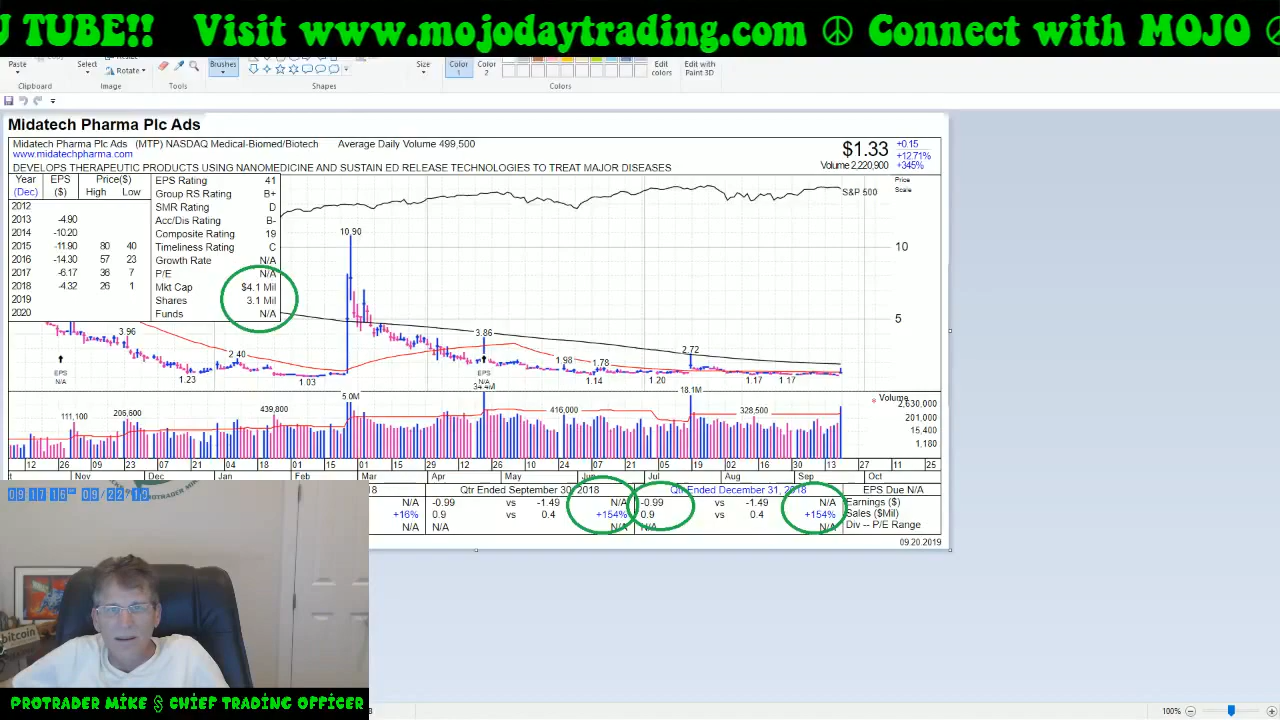 U TUBE!! Visit www.mojodaytrading.com ☮ Connect with MOJO ☮
Paste Select Rotate Brushes Size Color 1 Color 2 Edit colors Edit with Paint 3D
Clipboard Image Tools Shapes Colors
Midatech Pharma Plc Ads
Midatech Pharma Plc Ads (MTP) NASDAQ Medical-Biomed/Biotech Average Daily Volume 499,500
www.midatechpharma.com
$1.33 +0.15
+12.71%
Volume 2,220,900 +345%
DEVELOPS THERAPEUTIC PRODUCTS USING NANOMEDICINE AND SUSTAIN ED RELEASE TECHNOLOGIES TO TREAT MAJOR DISEASES
Year EPS Price($)
(Dec) ($) High Low
2012
2013 -4.90
2014 -10.20
2015 -11.90 80 40
2016 -14.30 57 23
2017 -6.17 36 7
2018 -4.32 26 1
2019
2020
EPS Rating 41
Group RS Rating B+
SMR Rating D
Acc/Dis Rating B-
Composite Rating 19
Timeliness Rating C
Growth Rate N/A
P/E N/A
Mkt Cap $4.1 Mil
Shares 3.1 Mil
Funds N/A
Price Scale
S&P 500
10.90
10
5
3.96
2.40
3.86
1.98
1.78
2.72
1.23
1.03
1.14
1.20
1.17
1.17
EPS N/A
EPS N/A
34.4M
18.1M
5.0M
111,100
206,600
439,800
416,000
328,500
* Volume
2,630,000
201,000
15,400
1,180
12 26 09 23 07 21 04 18 01 15 01 15 29 12 26 10 24 07 21 05 19 02 16 30 13 27 11 25
Nov Dec Jan Feb Mar Apr May Jun Jul Aug Sep Oct
8 Qtr Ended September 30, 2018 Qtr Ended December 31, 2018 EPS Due N/A
N/A -0.99 vs -1.49 N/A -0.99 vs -1.49 N/A Earnings ($)
+16% 0.9 vs 0.4 +154% 0.9 vs 0.4 +154% Sales ($Mil)
N/A N/A N/A N/A N/A Div -- P/E Range
09.20.2019
PROTRADER MIKE
bitcoin
PROTRADER MIKE $ CHIEF TRADING OFFICER
100%